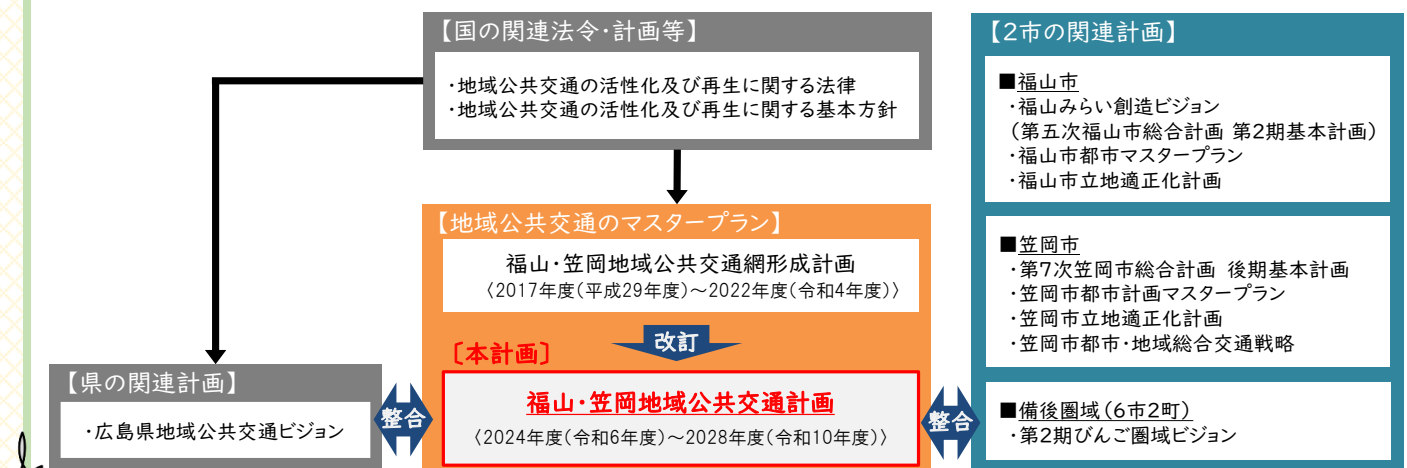 【国の関連法令・計画等】
・地域公共交通の活性化及び再生に関する法律
・地域公共交通の活性化及び再生に関する基本方針
【地域公共交通のマスタープラン】
福山・笠岡地域公共交通網形成計画
〈2017年度(平成29年度)～2022年度(令和4年度)〉
改訂
〔本計画〕
福山・笠岡地域公共交通計画
〈2024年度(令和6年度)～2028年度(令和10年度)〉
【県の関連計画】
・広島県地域公共交通ビジョン
整合
整合
【2市の関連計画】
■福山市
・福山みらい創造ビジョン
（第五次福山市総合計画 第2期基本計画）
・福山市都市マスタープラン
・福山市立地適正化計画
■笠岡市
・第7次笠岡市総合計画 後期基本計画
・笠岡市都市計画マスタープラン
・笠岡市立地適正化計画
・笠岡市都市・地域総合交通戦略
■備後圏域(6市2町)
・第2期びんご圏域ビジョン